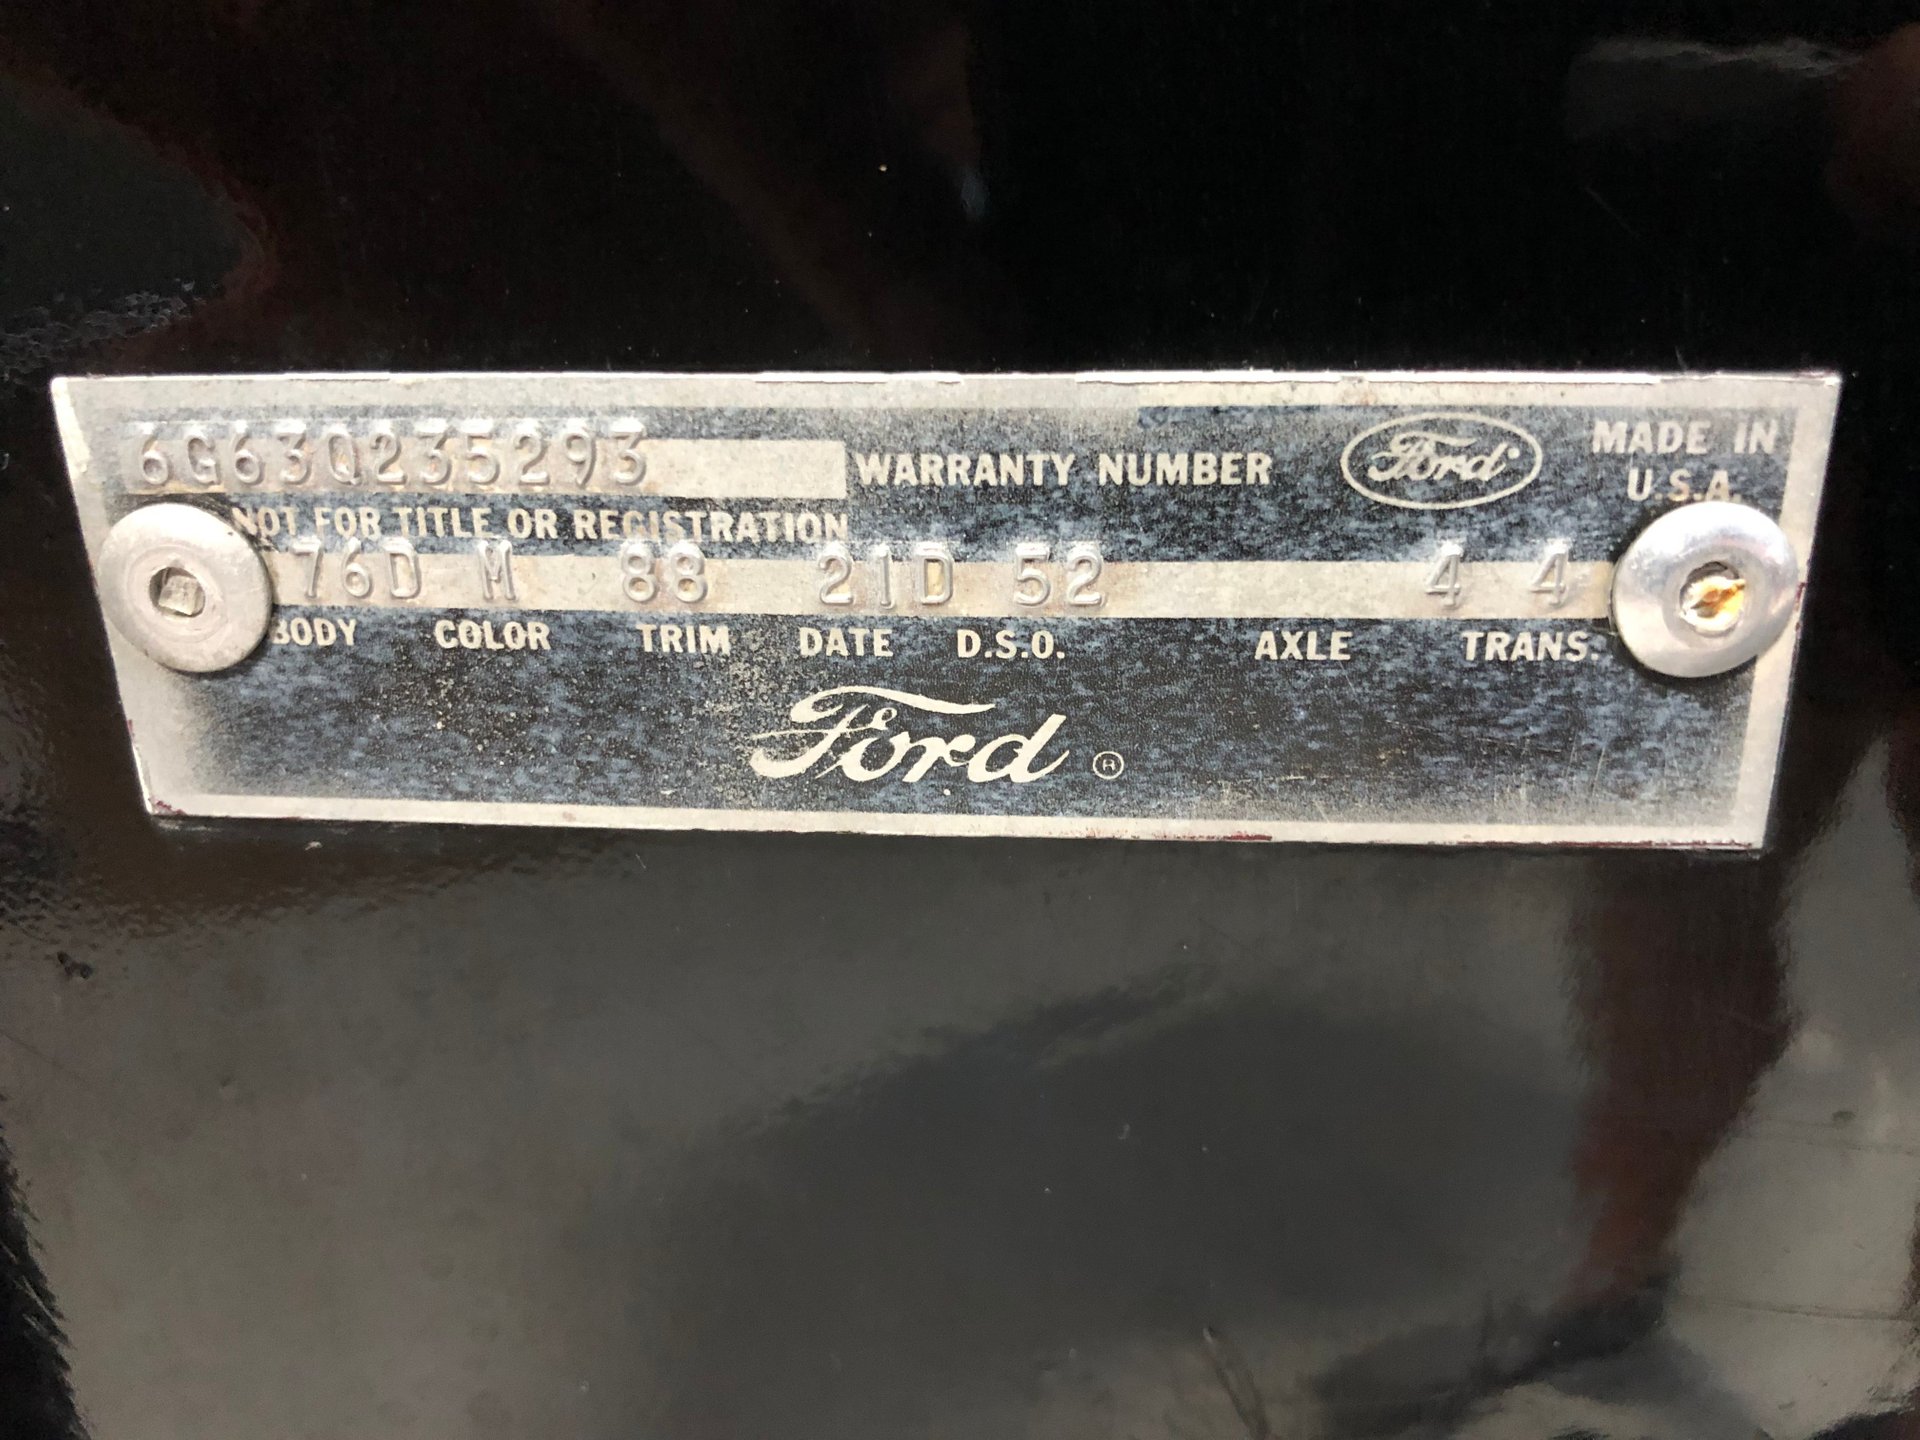 6G63Q235293 WARRANTY NUMBER Ford MADE IN
U.S.A.
NOT FOR TITLE OR REGISTRATION
76D M 88 21D 52 4 4
BODY COLOR TRIM DATE D.S.O. AXLE TRANS.
Ford ®